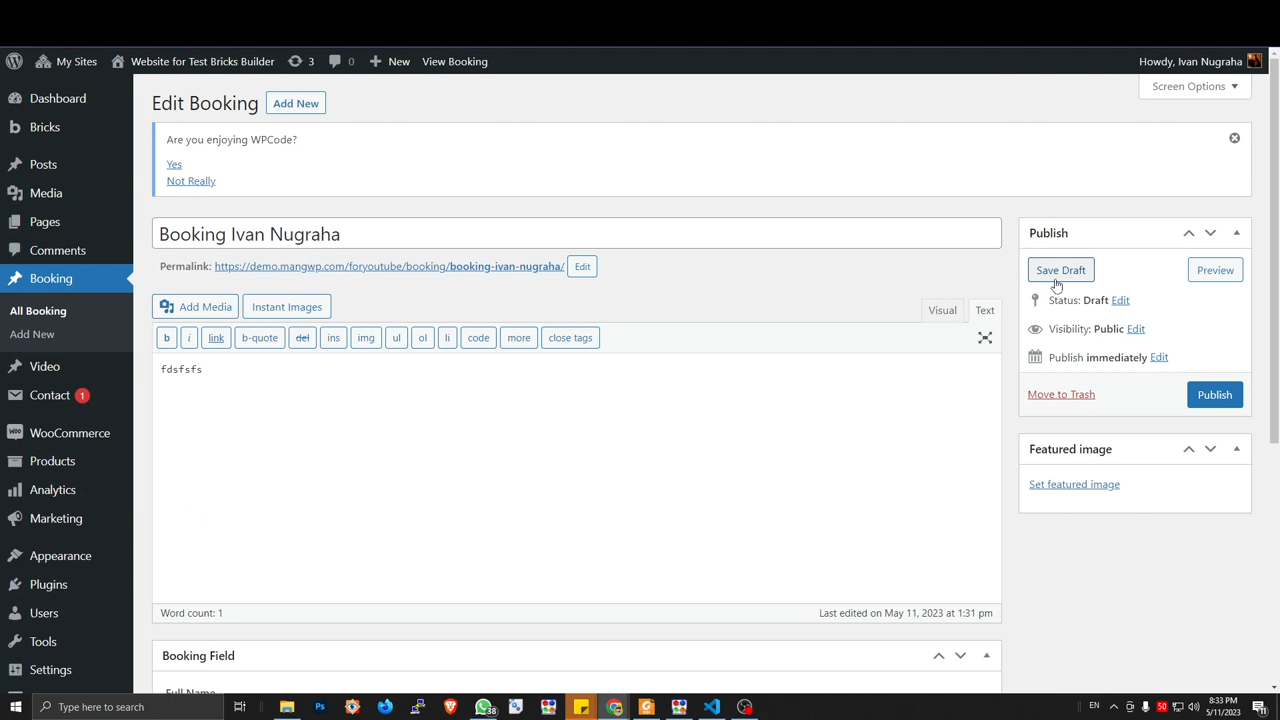 My Sites
Website for Test Bricks Builder
3
0
New
View Booking
Howdy, Ivan Nugraha
Screen Options
Dashboard
Bricks
Posts
Media
Pages
Comments
Booking
All Booking
Add New
Video
Contact 1
WooCommerce
Products
Analytics
Marketing
Appearance
Plugins
Users
Tools
Settings
Edit Booking
Add New
Are you enjoying WPCode?
Yes
Not Really
Booking Ivan Nugraha
Permalink: https://demo.mangwp.com/foryoutube/booking/booking-ivan-nugraha/ Edit
Add Media
Instant Images
Visual
Text
b
i
link
b-quote
del
ins
img
ul
ol
li
code
more
close tags
fdsfsfs
Word count: 1
Last edited on May 11, 2023 at 1:31 pm
Booking Field
Full Name
Publish
Save Draft
Preview
Status: Draft Edit
Visibility: Public Edit
Publish immediately Edit
Move to Trash
Publish
Featured image
Set featured image
Type here to search
38
EN
50
8:33 PM
5/11/2023